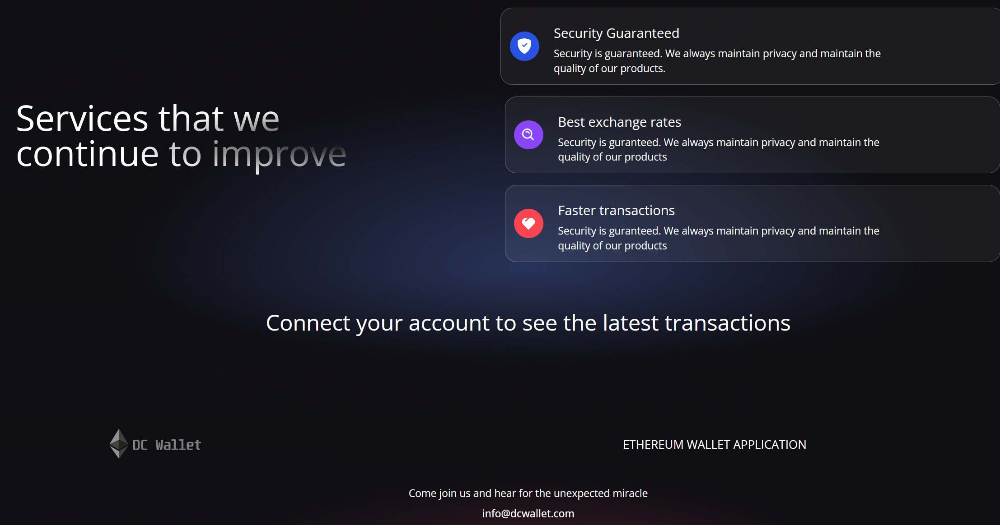 Services that we
continue to improve
Security Guaranteed
Security is guaranteed. We always maintain privacy and maintain the
quality of our products.
Best exchange rates
Security is guranteed. We always maintain privacy and maintain the
quality of our products
Faster transactions
Security is guranteed. We always maintain privacy and maintain the
quality of our products
Connect your account to see the latest transactions
DC Wallet
ETHEREUM WALLET APPLICATION
Come join us and hear for the unexpected miracle
info@dcwallet.com